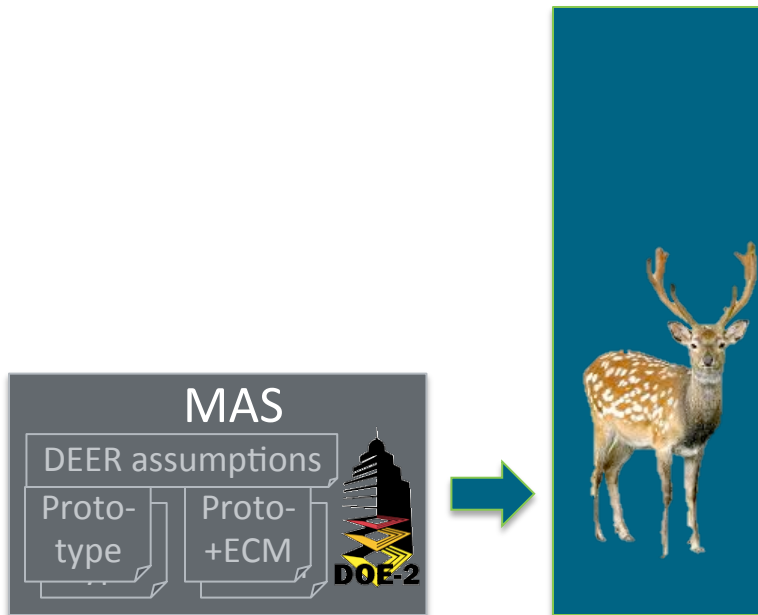 MAS
DEER assumptions
Proto-
type
Proto-
+ECM
DOE-2